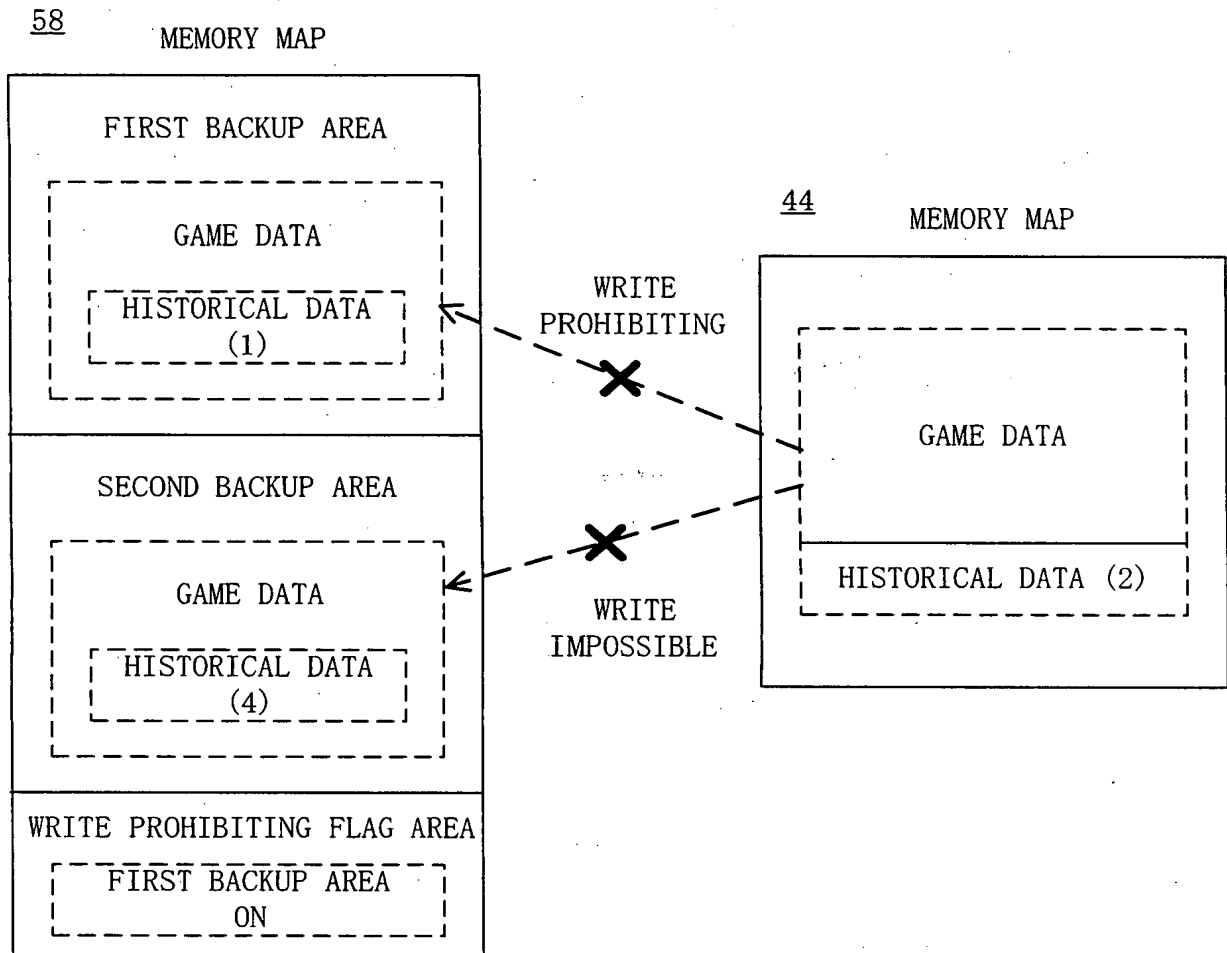 58
MEMORY MAP
FIRST BACKUP AREA
GAME DATA
HISTORICAL DATA
(1)
SECOND BACKUP AREA
GAME DATA
HISTORICAL DATA
(4)
WRITE PROHIBITING FLAG AREA
FIRST BACKUP AREA
ON
WRITE
PROHIBITING
WRITE
IMPOSSIBLE
44
MEMORY MAP
GAME DATA
HISTORICAL DATA (2)